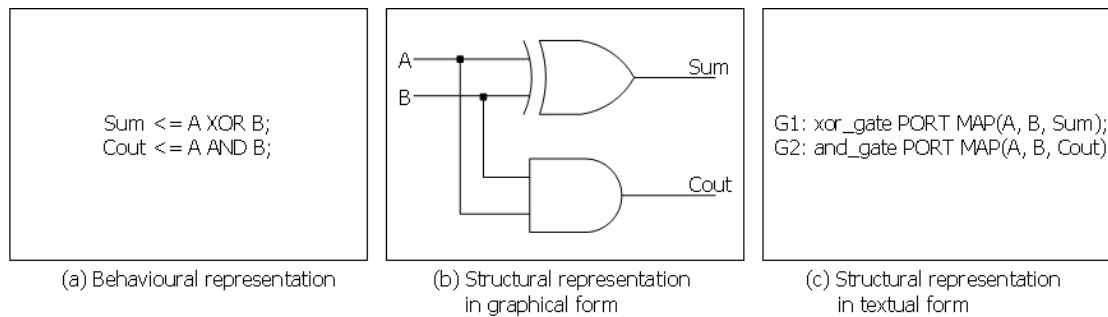 Sum <= A XOR B;
Cout <= A AND B;
(a) Behavioural representation
A
B
Sum
Cout
(b) Structural representation
in graphical form
G1: xor_gate PORT MAP(A, B, Sum);
G2: and_gate PORT MAP(A, B, Cout)
(c) Structural representation
in textual form